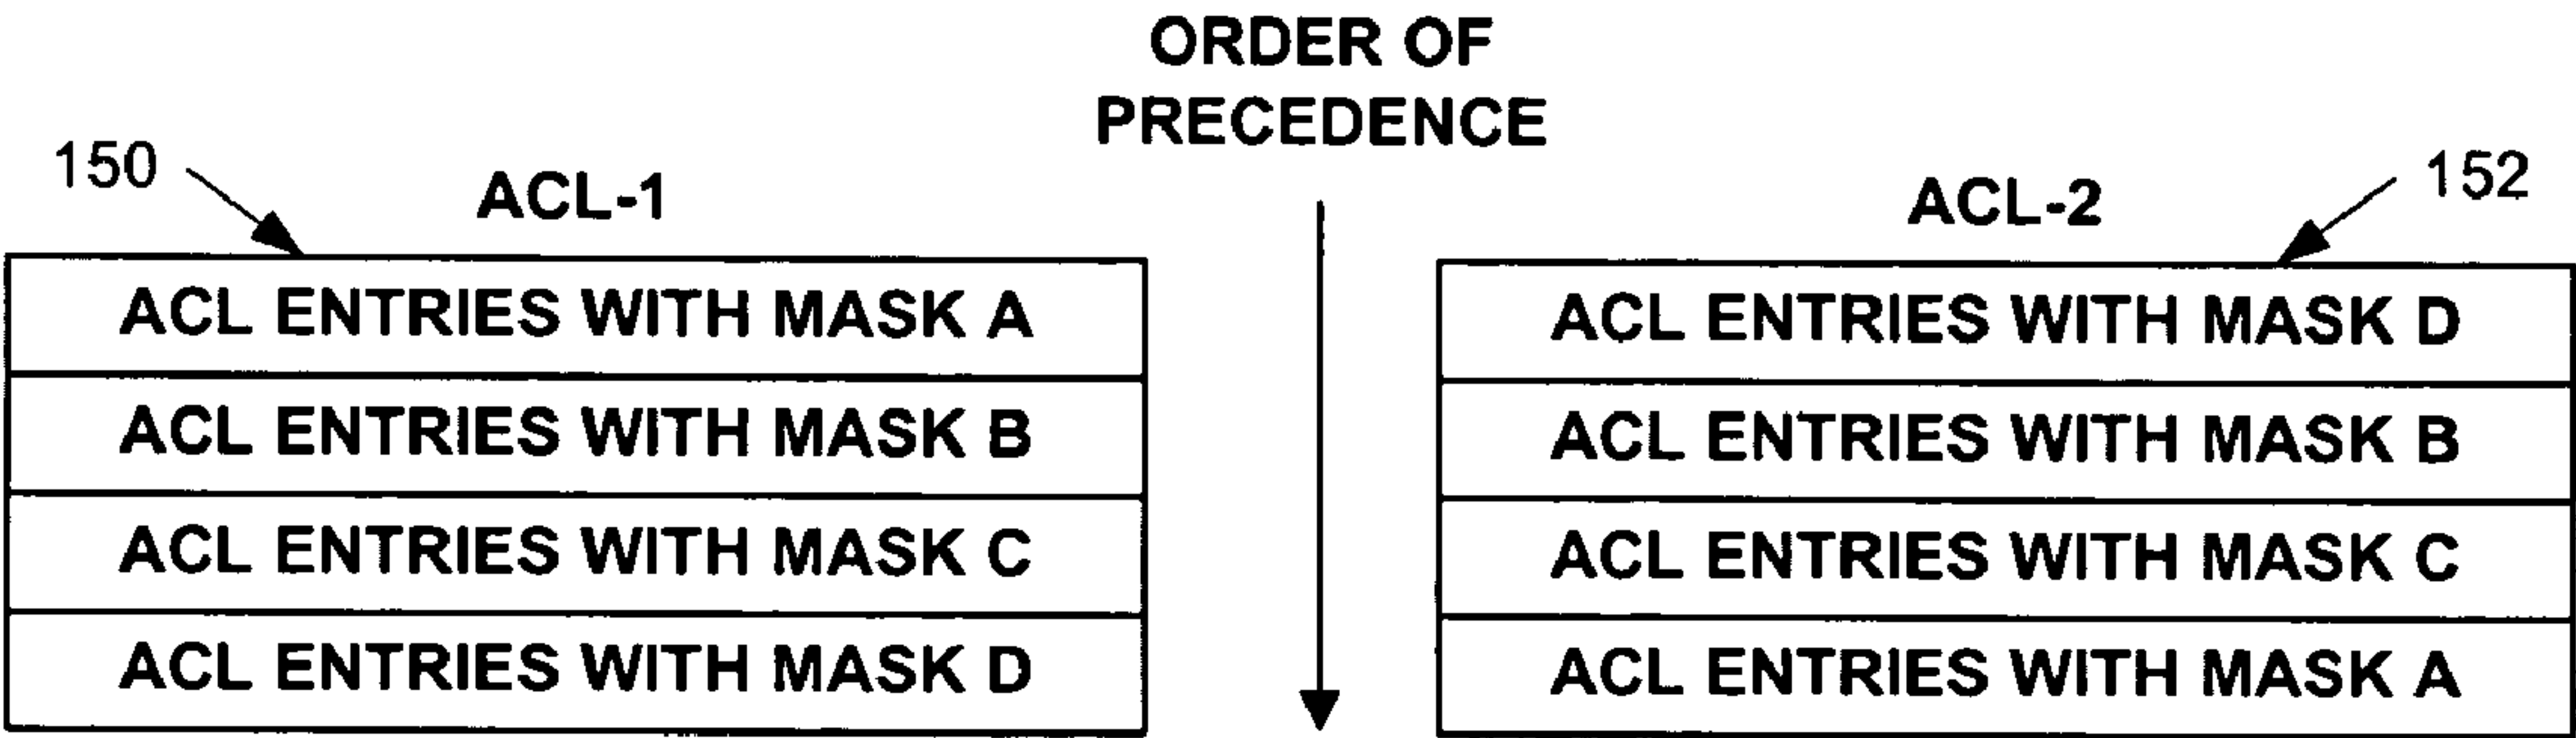 ORDER OF
PRECEDENCE
150
ACL-1
152
ACL-2
ACL ENTRIES WITH MASK A
ACL ENTRIES WITH MASK B
ACL ENTRIES WITH MASK C
ACL ENTRIES WITH MASK D
ACL ENTRIES WITH MASK D
ACL ENTRIES WITH MASK B
ACL ENTRIES WITH MASK C
ACL ENTRIES WITH MASK A